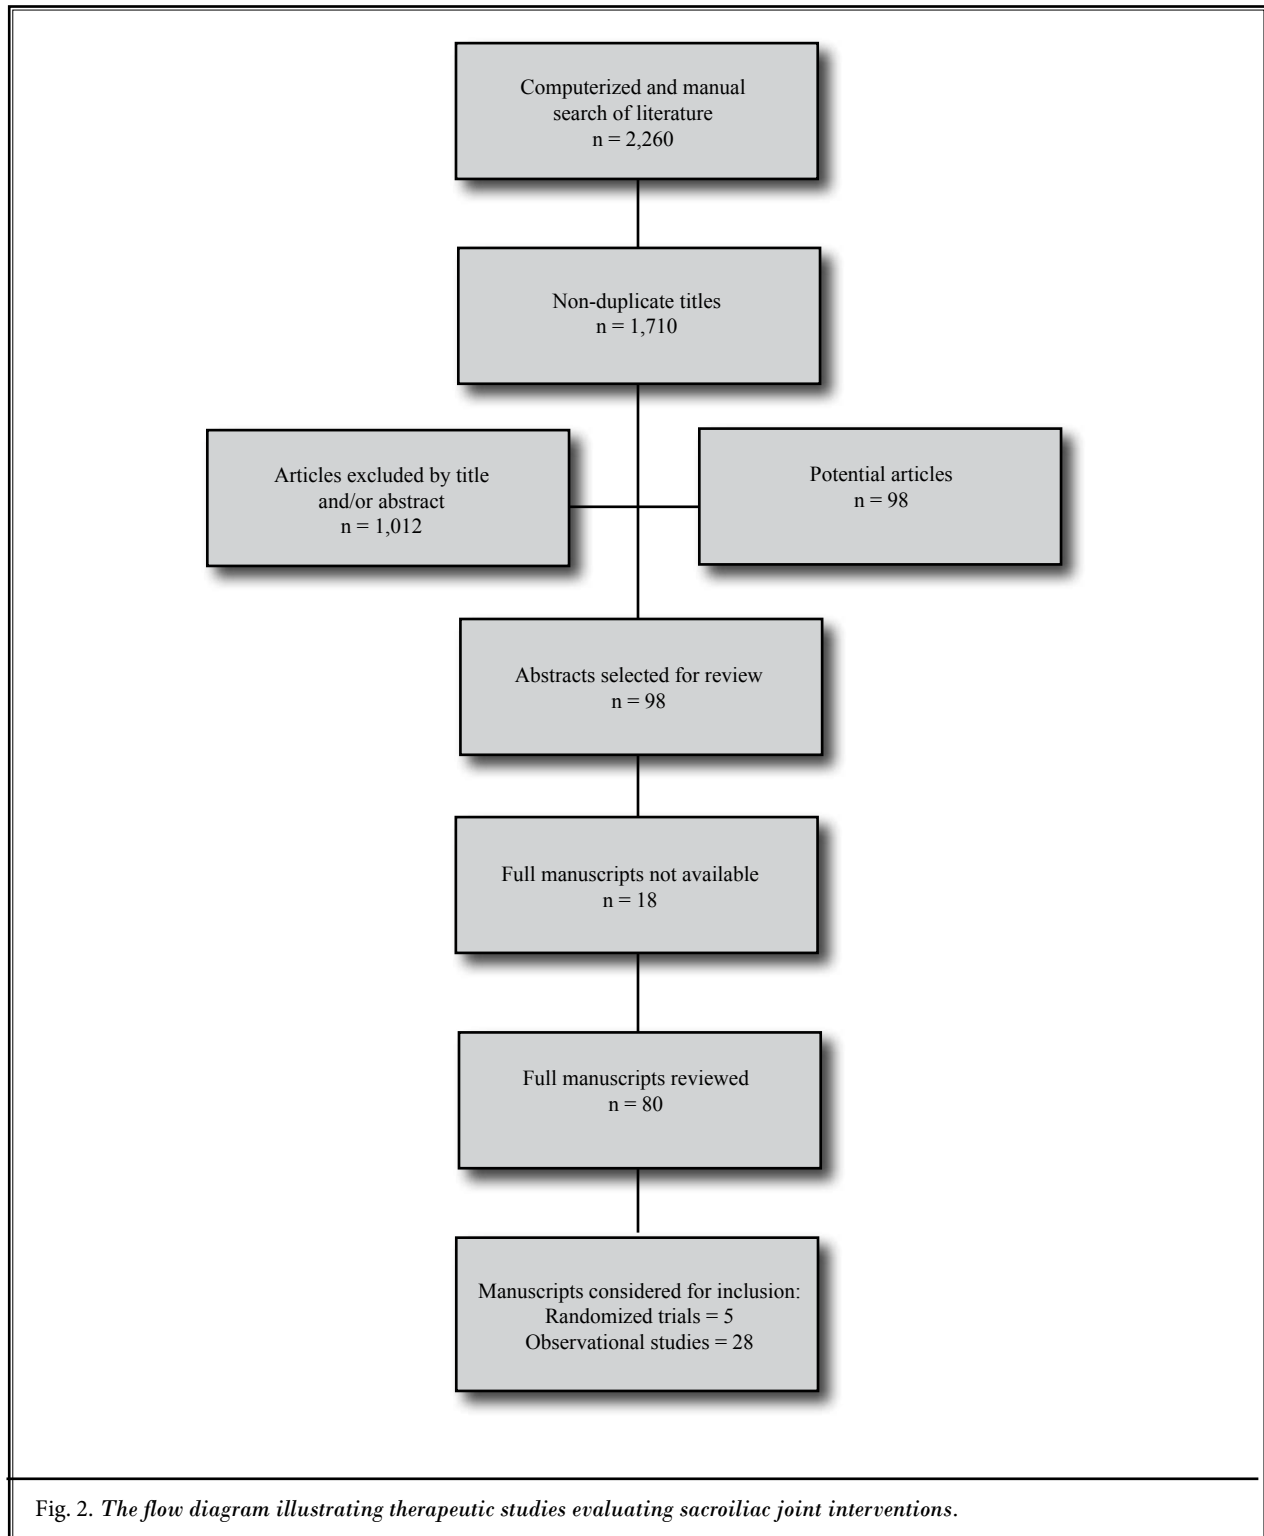 Computerized and manual
search of literature
n = 2,260
Non-duplicate titles
n = 1,710
Articles excluded by title
and/or abstract
n = 1,012
Potential articles
n = 98
Abstracts selected for review
n = 98
Full manuscripts not available
n = 18
Full manuscripts reviewed
n = 80
Manuscripts considered for inclusion:
Randomized trials = 5
Observational studies = 28
Fig. 2. The flow diagram illustrating therapeutic studies evaluating sacroiliac joint interventions.